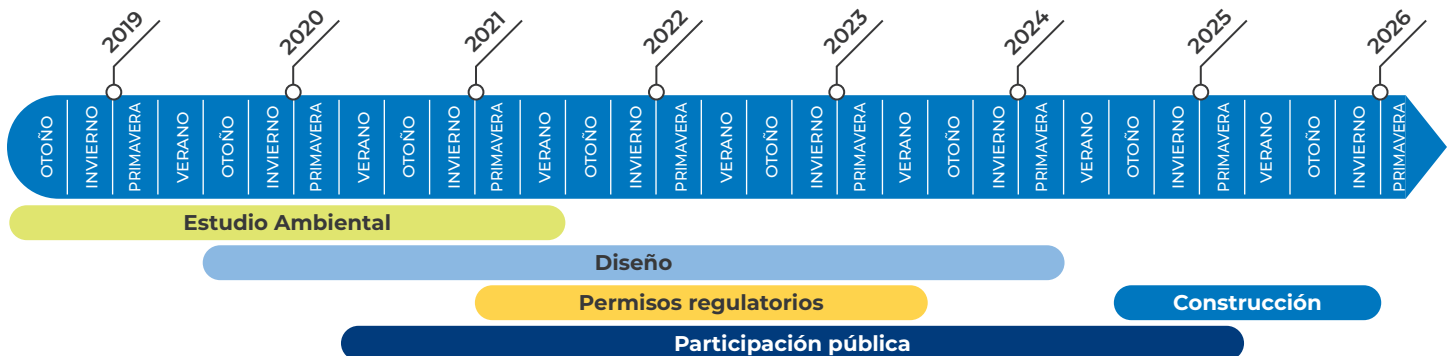 2019 2020 2021 2022 2023 2024 2025 2026
OTOÑO INVIERNO PRIMAVERA VERANO OTOÑO INVIERNO PRIMAVERA VERANO OTOÑO INVIERNO PRIMAVERA VERANO OTOÑO INVIERNO PRIMAVERA VERANO OTOÑO INVIERNO PRIMAVERA VERANO OTOÑO INVIERNO PRIMAVERA VERANO OTOÑO INVIERNO PRIMAVERA VERANO OTOÑO INVIERNO PRIMAVERA
Estudio Ambiental
Diseño
Permisos regulatorios Construcción
Participación pública